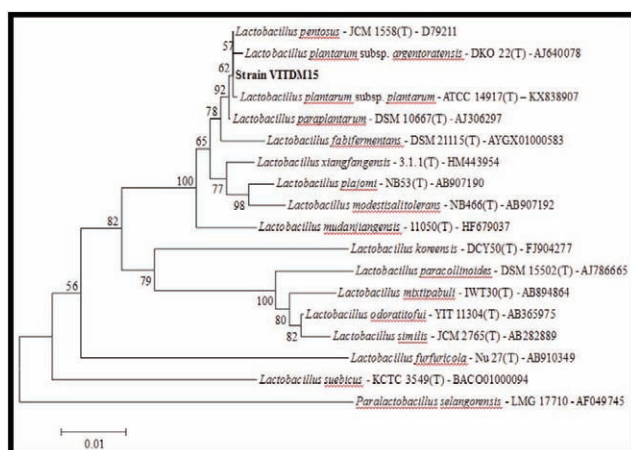 Lactobacillus pentosus - JCM 1558(T) - D79211
57
Lactobacillus plantarum subsp. argentoratensis - DKO 22(T) - AJ640078
62
Strain VITDM15
92
Lactobacillus plantarum subsp. plantarum - ATCC 14917(T) – KX838907
78
Lactobacillus paraplantarum - DSM 10667(T) - AJ306297
65
Lactobacillus fabifermentans - DSM 21115(T) - AYGX01000583
Lactobacillus xiangfangensis - 3.1.1(T) - HM443954
100
77
Lactobacillus plajomi - NB53(T) - AB907190
98
Lactobacillus modestisalitolerans - NB466(T) - AB907192
82
Lactobacillus mudanjiangensis - 11050(T) - HF679037
Lactobacillus koreensis - DCY50(T) - FJ904277
79
Lactobacillus paracollinoides - DSM 15502(T) - AJ786665
56
100
Lactobacillus mixtipabuli - IWT30(T) - AB894864
80
Lactobacillus odoratitofui - YIT 11304(T) - AB365975
82
Lactobacillus similis - JCM 2765(T) - AB282889
Lactobacillus furfuricola - Nu 27(T) - AB910349
Lactobacillus suebicus - KCTC 3549(T) - BACO01000094
Paralactobacillus selangorensis - LMG 17710 - AF049745
0.01